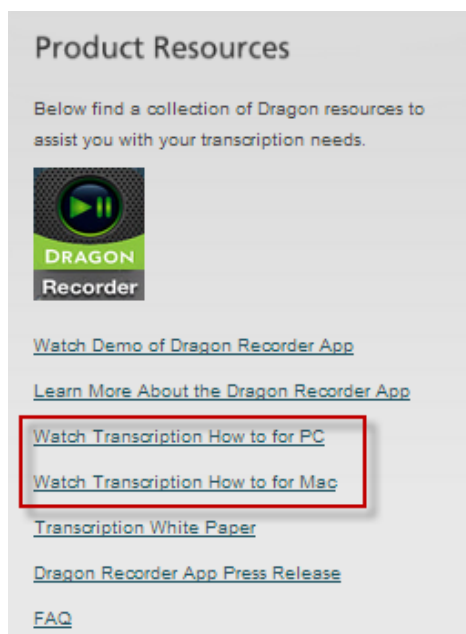 Product Resources
Below find a collection of Dragon resources to
assist you with your transcription needs.
DRAGON
Recorder
Watch Demo of Dragon Recorder App
Learn More About the Dragon Recorder App
Watch Transcription How to for PC
Watch Transcription How to for Mac
Transcription White Paper
Dragon Recorder App Press Release
FAQ